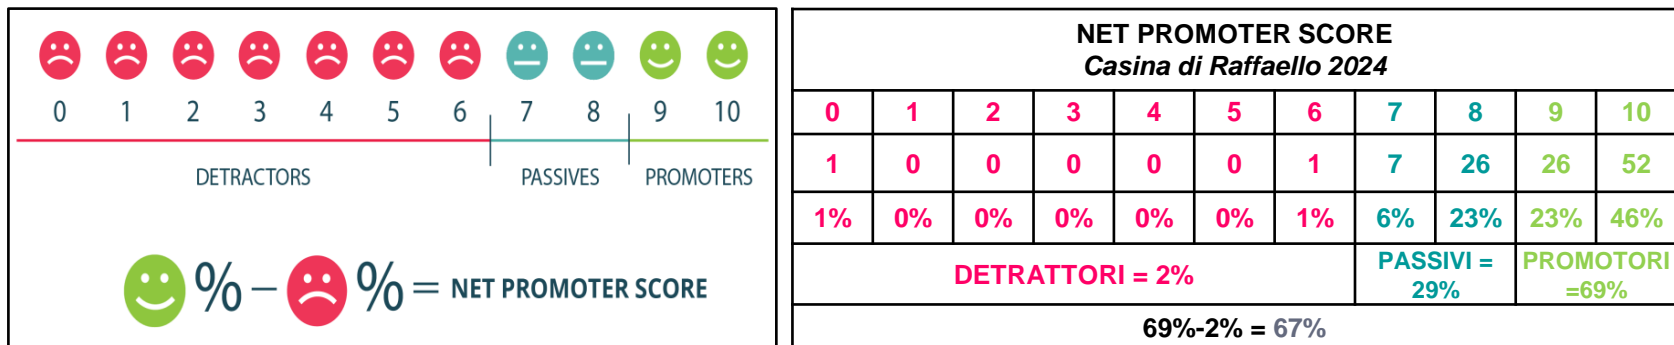 0 1 2 3 4 5 6 7 8 9 10
DETRACTORS PASSIVES PROMOTERS
% - % = NET PROMOTER SCORE
NET PROMOTER SCORE
Casina di Raffaello 2024
0 1 2 3 4 5 6 7 8 9 10
1 0 0 0 0 0 1 7 26 26 52
1% 0% 0% 0% 0% 0% 1% 6% 23% 23% 46%
DETRATTORI = 2%
PASSIVI =
29%
PROMOTORI
=69%
69%-2% = 67%